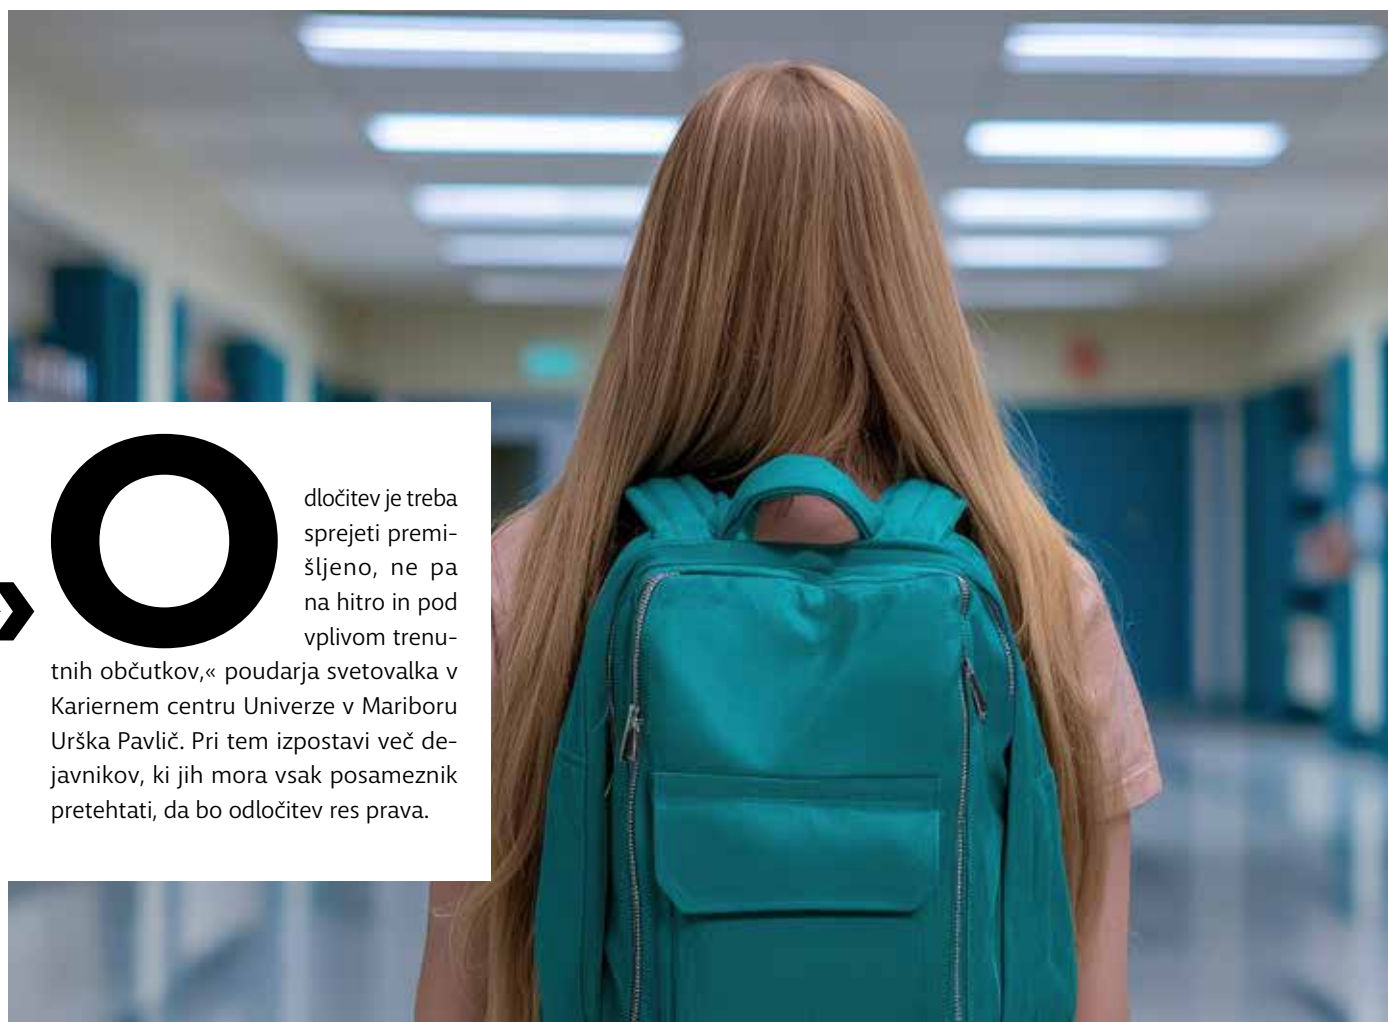 »Odločitev je treba
sprejeti premi-
šljeno, ne pa
na hitro in pod
vplivom trenu-
tnih občutkov,« poudarja svetovalka v
Kariernem centru Univerze v Mariboru
Urška Pavlič. Pri tem izpostavi več de-
javnikov, ki jih mora vsak posameznik
pretehtati, da bo odločitev res prava.